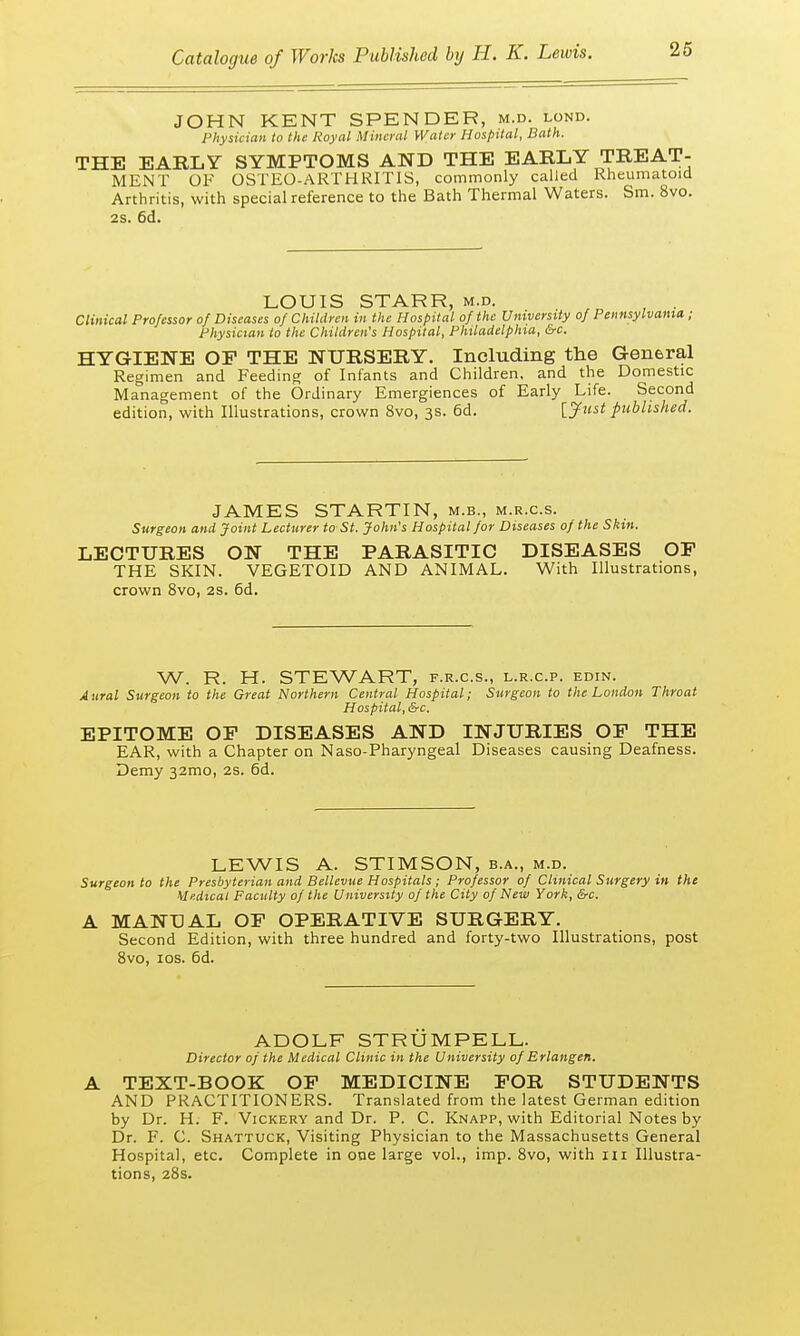 Catalogue of Works Published by H. K. Lewis. 25
JOHN KENT SPENDER, M.D. LOND.
Physician to the Royal Mineral Water Hospital, Bath.
THE EARLY SYMPTOMS AND THE EARLY TREAT-
MENT OF OSTEO-ARTHRITIS, commonly called Rheumatoid
Arthritis, with special reference to the Bath Thermal Waters. Sm. 8vo.
2s. 6d.
LOUIS STARR, M.D.
Clinical Professor of Diseases of Children in the Hospital of the University of Pennsylvania ;
Physician to the Children's Hospital, Philadelphia, &c.
HYGIENE OF THE NURSERY. Including the General
Regimen and Feeding of Infants and Children, and the Domestic
Management of the Ordinary Emergiences of Early Life. Second
edition, with Illustrations, crown 8vo, 3s. 6d. [Just published.
JAMES STARTIN, M.B., M.R.C.S.
Surgeon and Joint Lecturer to St. John's Hospital for Diseases of the Skin.
LECTURES ON THE PARASITIC DISEASES OF
THE SKIN. VEGETOID AND ANIMAL. With Illustrations,
crown 8vo, 2s. 6d.
W. R. H. STEWART, F.R.C.S., L.R.C.P. EDIN.
Aural Surgeon to the Great Northern Central Hospital; Surgeon to the London Throat
Hospital, &c.
EPITOME OF DISEASES AND INJURIES OF THE
EAR, with a Chapter on Naso-Pharyngeal Diseases causing Deafness.
Demy 32mo, 2s. 6d.
LEWIS A. STIMSON, B.A., M.D.
Surgeon to the Presbyterian and Bellevue Hospitals ; Professor of Clinical Surgery in the
Medical Faculty of the University of the City of New York, &c.
A MANUAL OF OPERATIVE SURGERY.
Second Edition, with three hundred and forty-two Illustrations, post
8vo, 10s. 6d.
ADOLF STRÜMPELL.
Director of the Medical Clinic in the University of Erlangen.
A TEXT-BOOK OF MEDICINE FOR STUDENTS
AND PRACTITIONERS. Translated from the latest German edition
by Dr. H. F. VICKERY and Dr. P. C. KNAPP, with Editorial Notes by
Dr. F. C. SHATTUCK, Visiting Physician to the Massachusetts General
Hospital, etc. Complete in one large vol., imp. 8vo, with 111 Illustra-
tions, 28s.